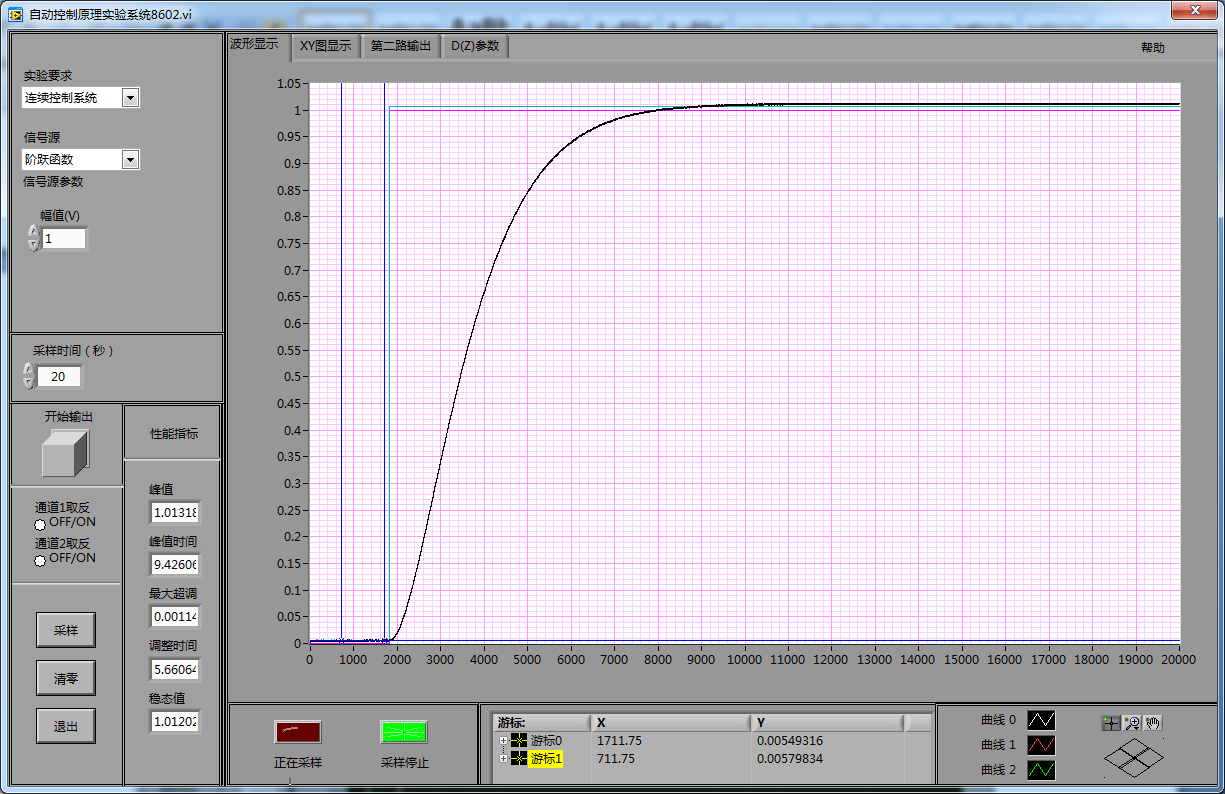 自动控制原理实验系统8602.vi
波形显示 XY图显示 第二路输出 D(Z)参数 帮助
实验要求
连续控制系统
信号源
阶跃函数
信号源参数
幅值(V)
1
采样时间（秒）
20
开始输出
通道1取反
OFF/ON
通道2取反
OFF/ON
采样
清零
退出
性能指标
峰值
1.01318
峰值时间
9.42606
最大超调
0.00114
调整时间
5.66064
稳态值
1.01202
1.05
1
0.95
0.9
0.85
0.8
0.75
0.7
0.65
0.6
0.55
0.5
0.45
0.4
0.35
0.3
0.25
0.2
0.15
0.1
0.05
0
0 1000 2000 3000 4000 5000 6000 7000 8000 9000 10000 11000 12000 13000 14000 15000 16000 17000 18000 19000 20000
正在采样 采样停止
游标: X Y
游标0 1711.75 0.00549316
游标1 711.75 0.00579834
曲线 0
曲线 1
曲线 2